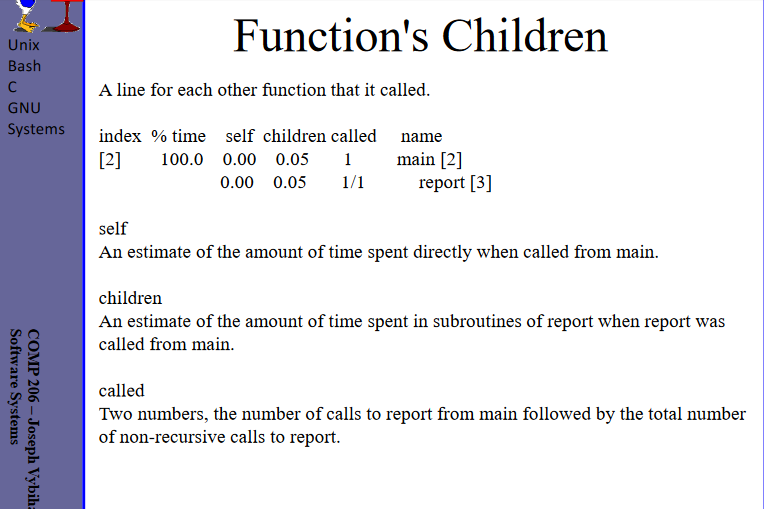 Function's Children
Unix
Bash
C
GNU
Systems
A line for each other function that it called.
index % time self children called name
[2] 100.0 0.00 0.05 1 main [2]
0.00 0.05 1/1 report [3]
self
An estimate of the amount of time spent directly when called from main.
children
An estimate of the amount of time spent in subroutines of report when report was
called from main.
called
Two numbers, the number of calls to report from main followed by the total number
of non-recursive calls to report.
COMP 206 – Joseph
Software Systems